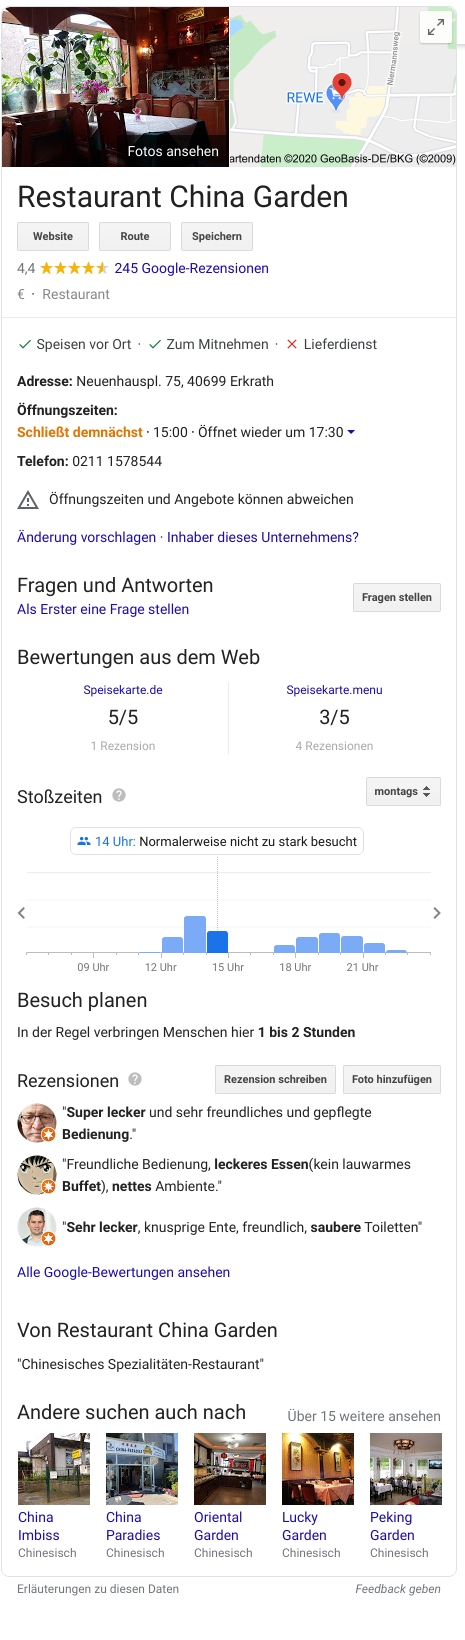 Niermannsweg
REWE
Fotos ansehen
artendaten ©2020 GeoBasis-DE/BKG (©2009)
Restaurant China Garden
Website Route Speichern
4,4 245 Google-Rezensionen
€ · Restaurant
Speisen vor Ort · Zum Mitnehmen · Lieferdienst
Adresse: Neuenhauspl. 75, 40699 Erkrath
Öffnungszeiten:
Schließt demnächst · 15:00 · Öffnet wieder um 17:30
Telefon: 0211 1578544
Öffnungszeiten und Angebote können abweichen
Änderung vorschlagen · Inhaber dieses Unternehmens?
Fragen und Antworten
Als Erster eine Frage stellen
Fragen stellen
Bewertungen aus dem Web
Speisekarte.de Speisekarte.menu
5/5 3/5
1 Rezension 4 Rezensionen
Stoßzeiten ? montags
14 Uhr: Normalerweise nicht zu stark besucht
09 Uhr 12 Uhr 15 Uhr 18 Uhr 21 Uhr
Besuch planen
In der Regel verbringen Menschen hier 1 bis 2 Stunden
Rezensionen ? Rezension schreiben Foto hinzufügen
"Super lecker und sehr freundliches und gepflegte
Bedienung."
"Freundliche Bedienung, leckeres Essen(kein lauwarmes
Buffet), nettes Ambiente."
"Sehr lecker, knusprige Ente, freundlich, saubere Toiletten"
Alle Google-Bewertungen ansehen
Von Restaurant China Garden
"Chinesisches Spezialitäten-Restaurant"
Andere suchen auch nach Über 15 weitere ansehen
China China Oriental Lucky Peking
Imbiss Paradies Garden Garden Garden
Chinesisch Chinesisch Chinesisch Chinesisch Chinesisch
Erläuterungen zu diesen Daten Feedback geben